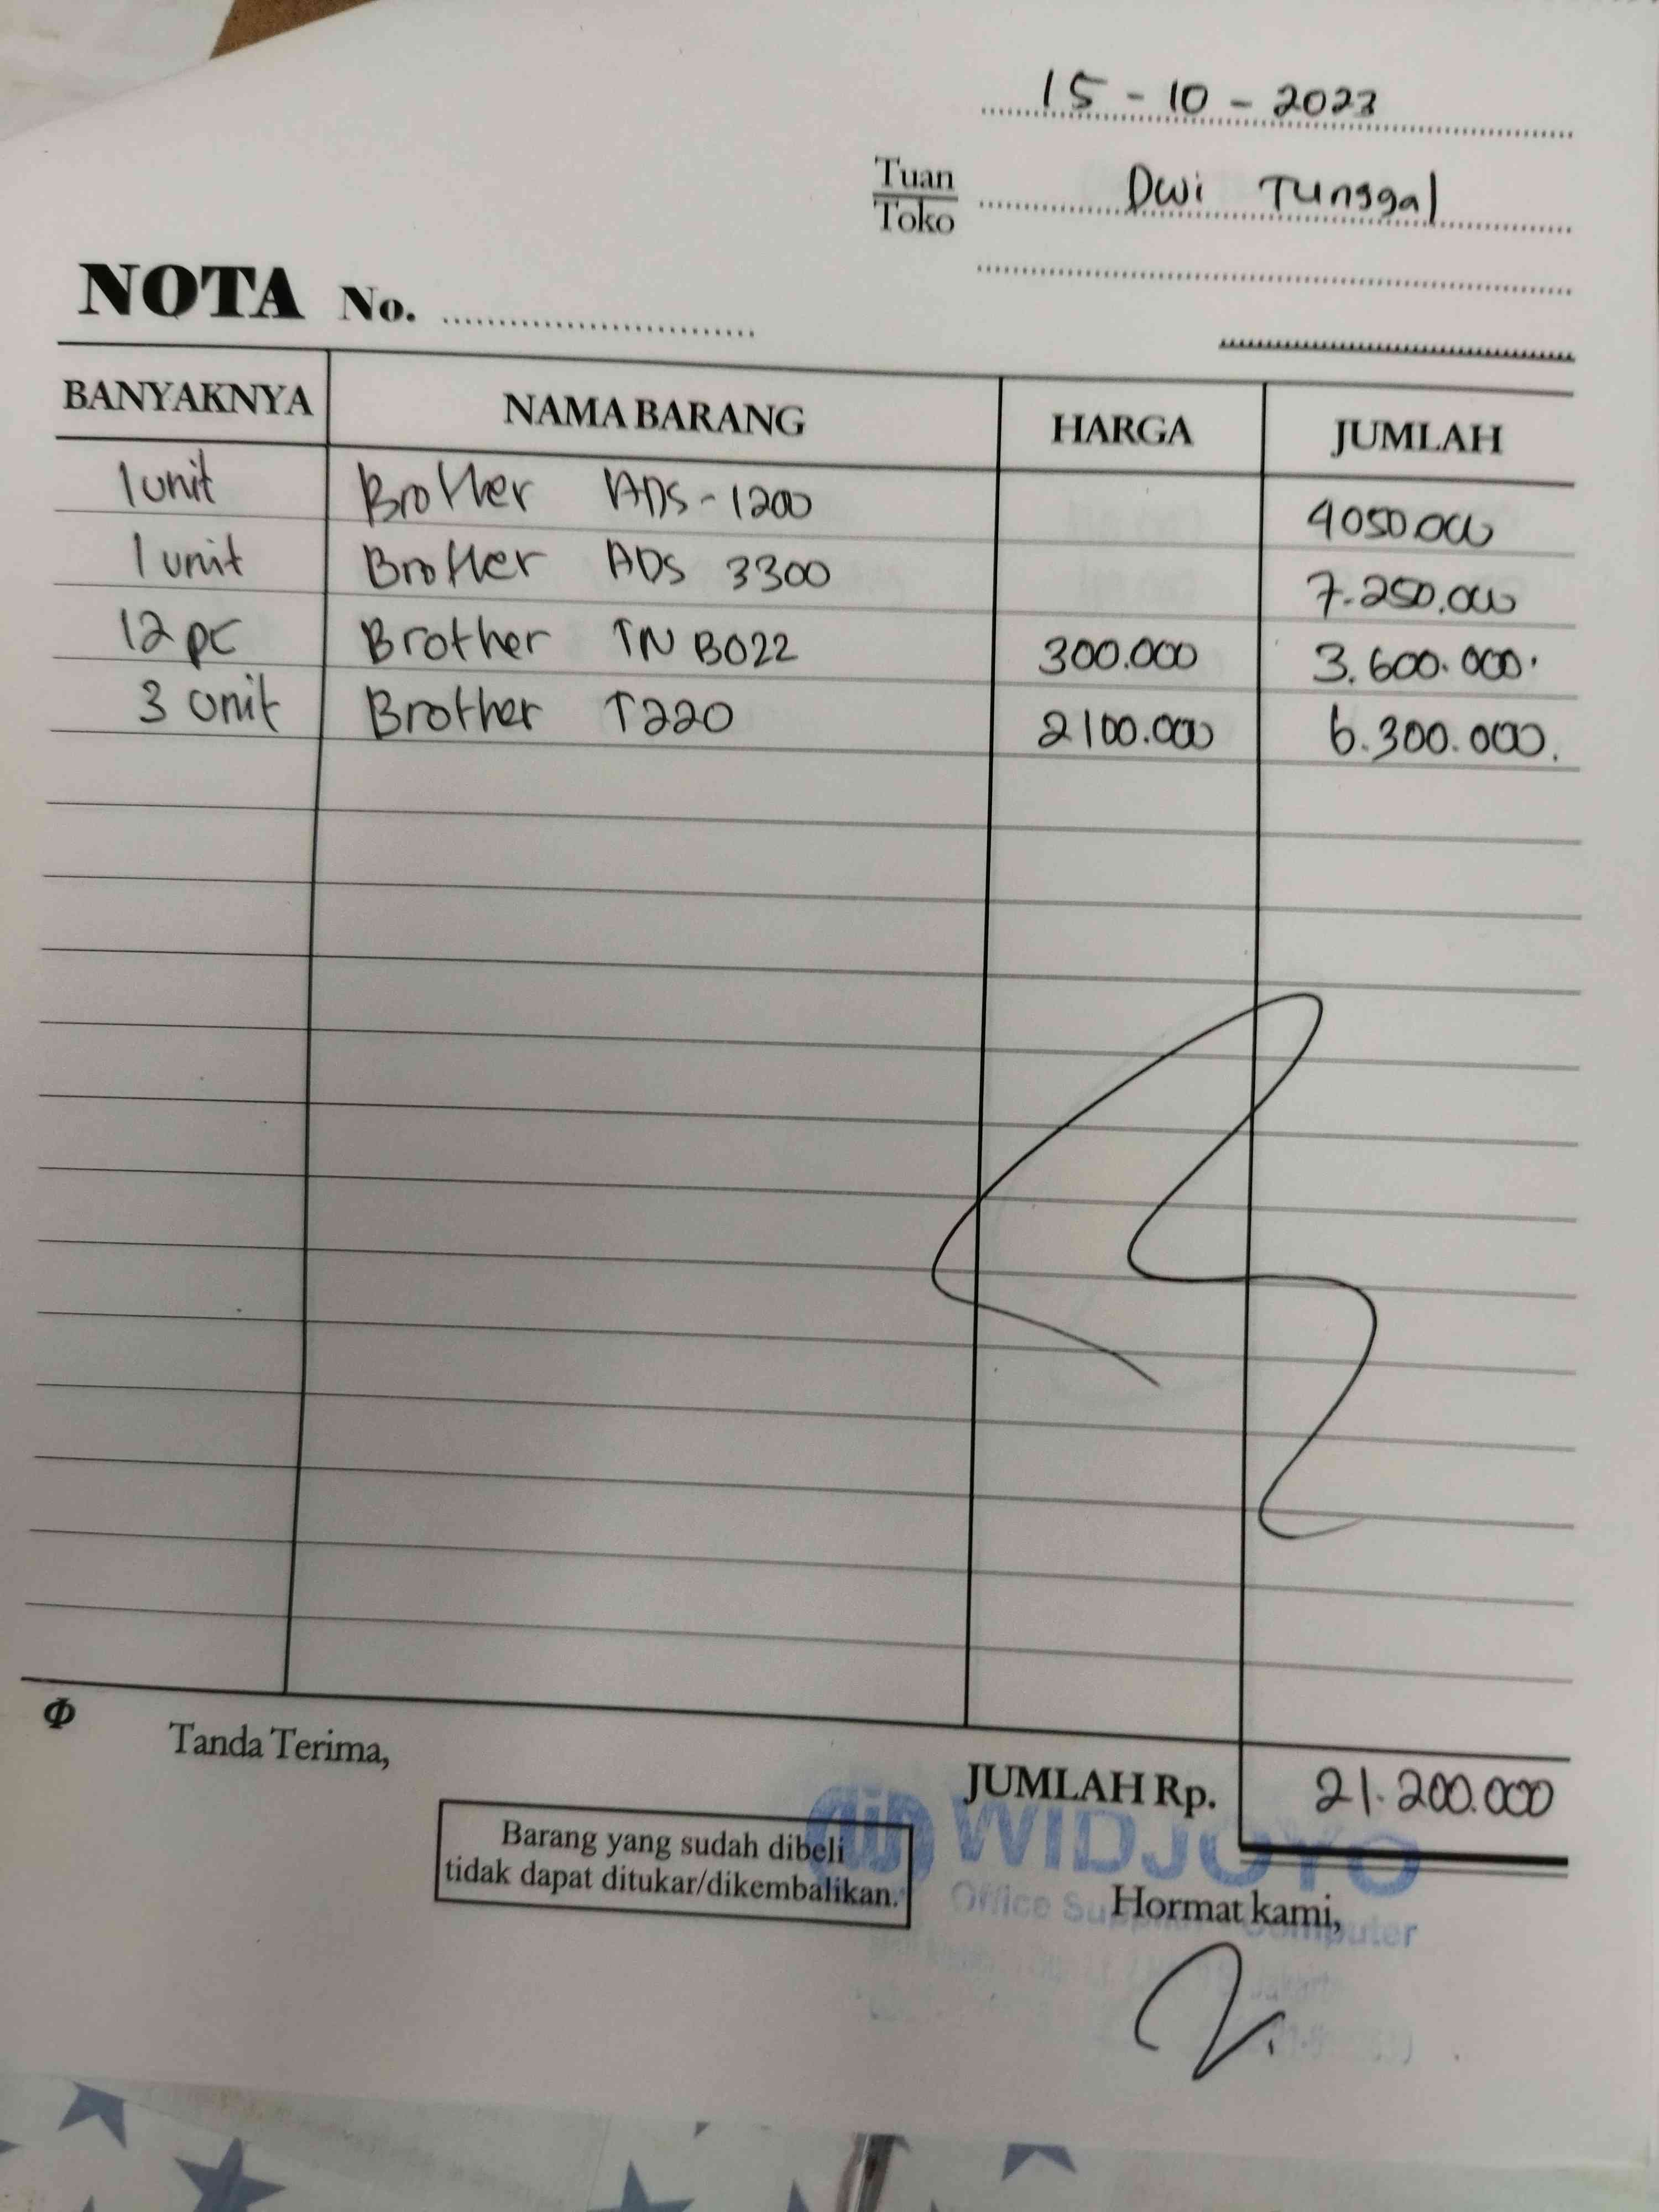 15 - 10 - 2023
Tuan
Toko
Dwi Tunggal
NOTA No.
BANYAKNYA NAMA BARANG HARGA JUMLAH
1 unit Brother ADS-1200 4050.000
1 unit Brother ADS 3300 7.250.000
12 pc Brother TN B022 300.000 3.600.000.
3 unit Brother T220 2100.000 6.300.000.
Φ
Tanda Terima,
JUMLAH Rp. 21.200.000
Barang yang sudah dibeli
tidak dapat ditukar/dikembalikan.
WIDJOYO
Office Computer
Hormat kami,